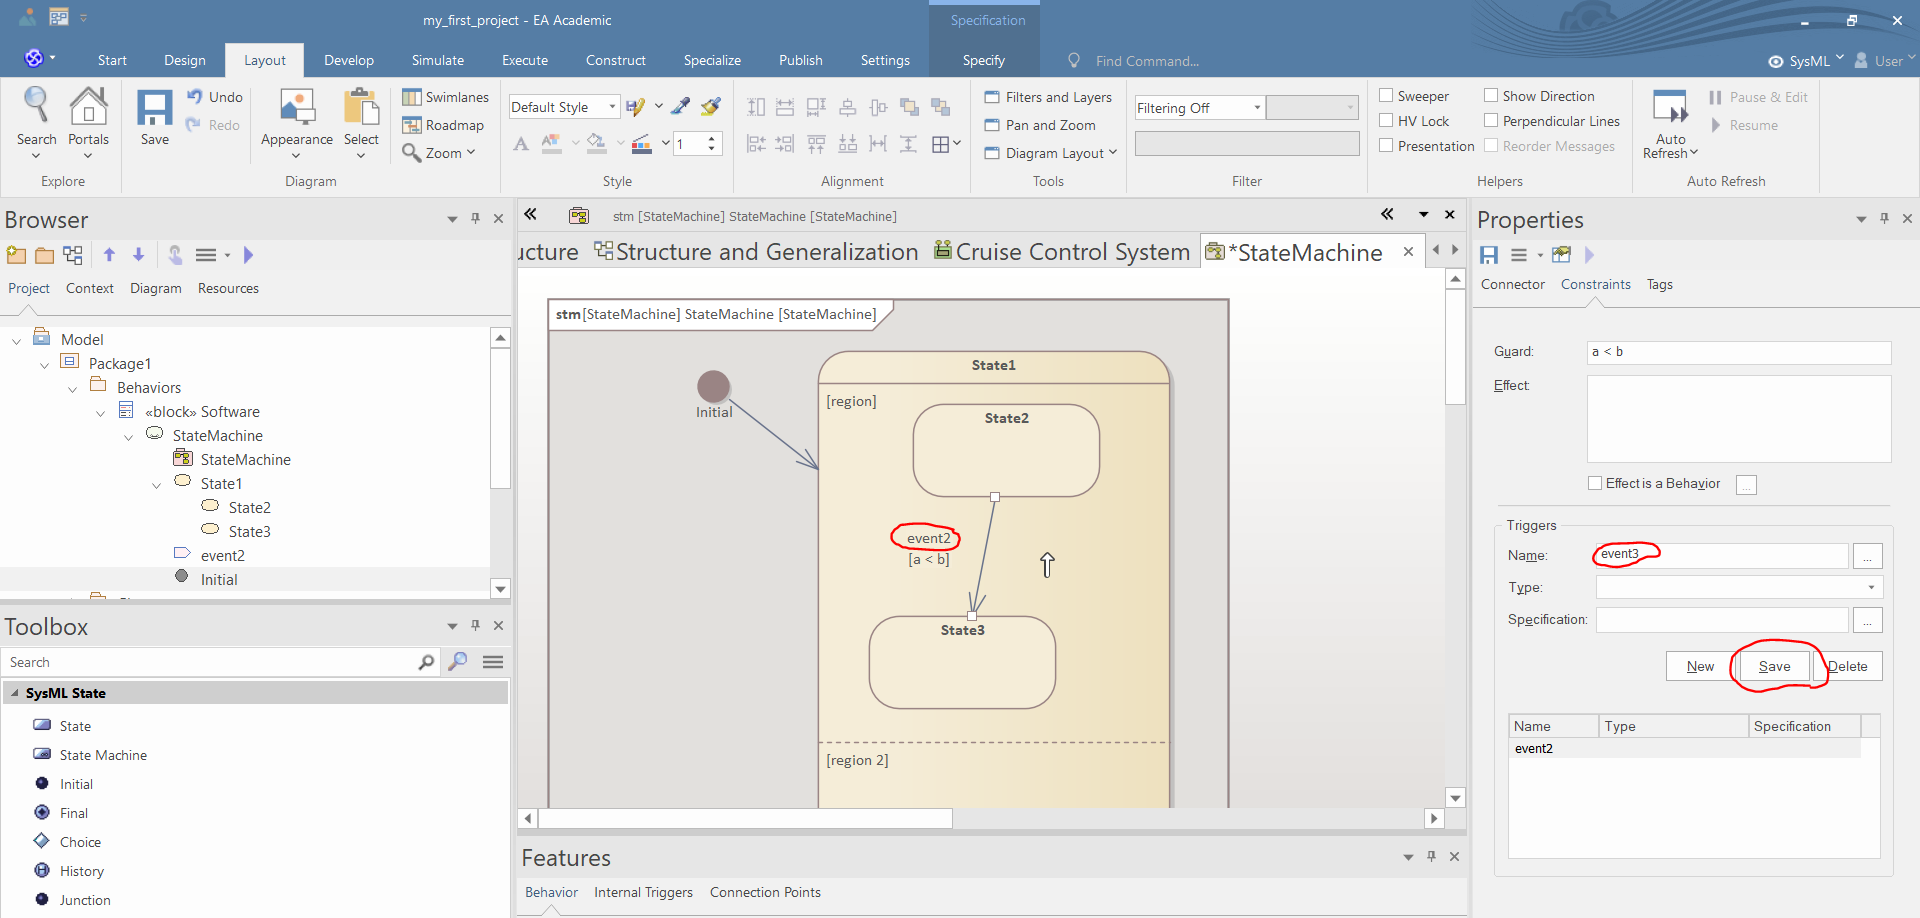 my_first_project - EA Academic
Specification
Start Design Layout Develop Simulate Execute Construct Specialize Publish Settings Specify Find Command... SysML User
Search
Portals
Explore
Save
Undo
Redo
Appearance
Select
Swimlanes
Roadmap
Zoom
Diagram
Default Style
A
1
Style
Alignment
Filters and Layers
Pan and Zoom
Diagram Layout
Tools
Filtering Off
Filter
Sweeper
HV Lock
Presentation
Show Direction
Perpendicular Lines
Reorder Messages
Helpers
Auto
Refresh
Pause & Edit
Resume
Auto Refresh
Browser
Project Context Diagram Resources
Model
Package1
Behaviors
«block» Software
StateMachine
StateMachine
State1
State2
State3
event2
Initial
Toolbox
Search
SysML State
State
State Machine
Initial
Final
Choice
History
Junction
stm [StateMachine] StateMachine [StateMachine]
ucture Structure and Generalization Cruise Control System *StateMachine
stm [StateMachine] StateMachine [StateMachine]
Initial
State1
[region]
State2
event2
[a < b]
State3
[region 2]
Features
Behavior Internal Triggers Connection Points
Properties
Connector Constraints Tags
Guard: a < b
Effect:
Effect is a Behavior ...
Triggers
Name: event3 ...
Type:
Specification: ...
New Save Delete
Name Type Specification
event2